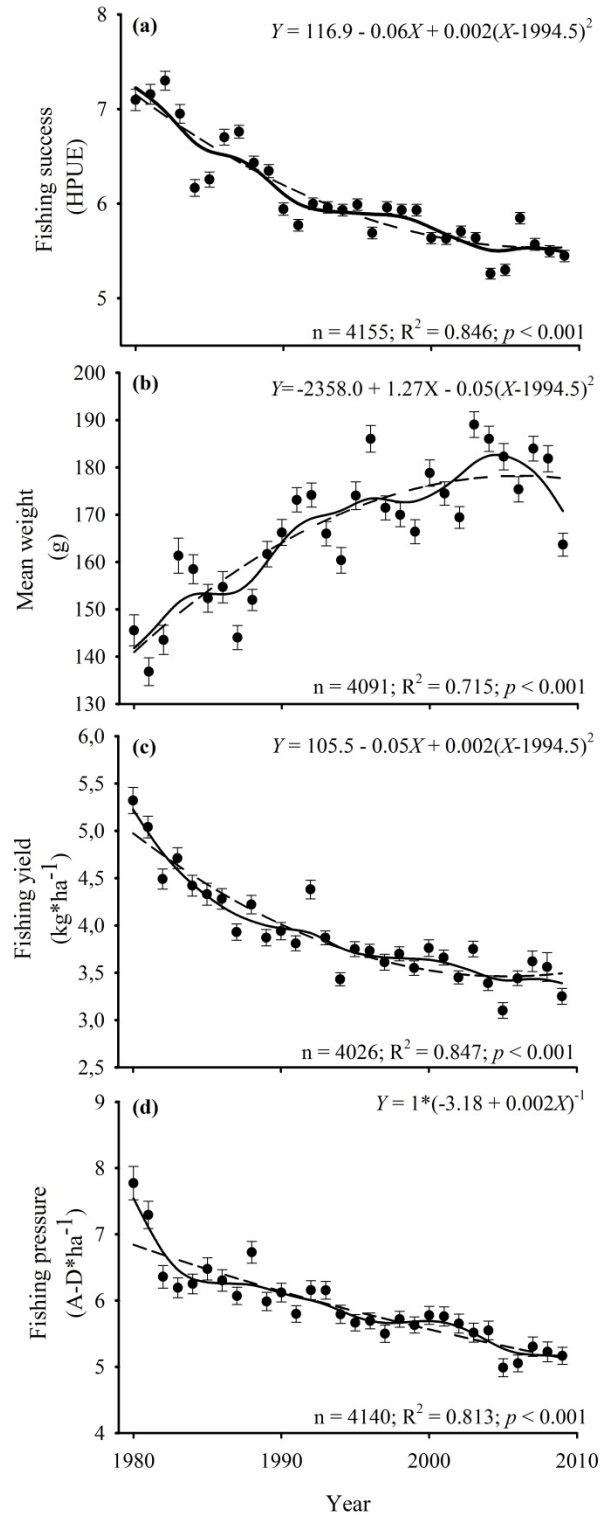 (a)
Y = 116.9 - 0.06X + 0.002(X-1994.5)²
8
7
6
5
Fishing success
(HPUE)
n = 4155; R² = 0.846; p < 0.001
(b)
Y=-2358.0 + 1.27X - 0.05(X-1994.5)²
200
190
180
170
160
150
140
130
Mean weight
(g)
n = 4091; R² = 0.715; p < 0.001
(c)
Y = 105.5 - 0.05X + 0.002(X-1994.5)²
6,0
5,5
5,0
4,5
4,0
3,5
3,0
2,5
Fishing yield
(kg*ha⁻¹)
n = 4026; R² = 0.847; p < 0.001
(d)
Y = 1*(-3.18 + 0.002X)⁻¹
9
8
7
6
5
4
Fishing pressure
(A-D*ha⁻¹)
n = 4140; R² = 0.813; p < 0.001
1980 1990 2000 2010
Year